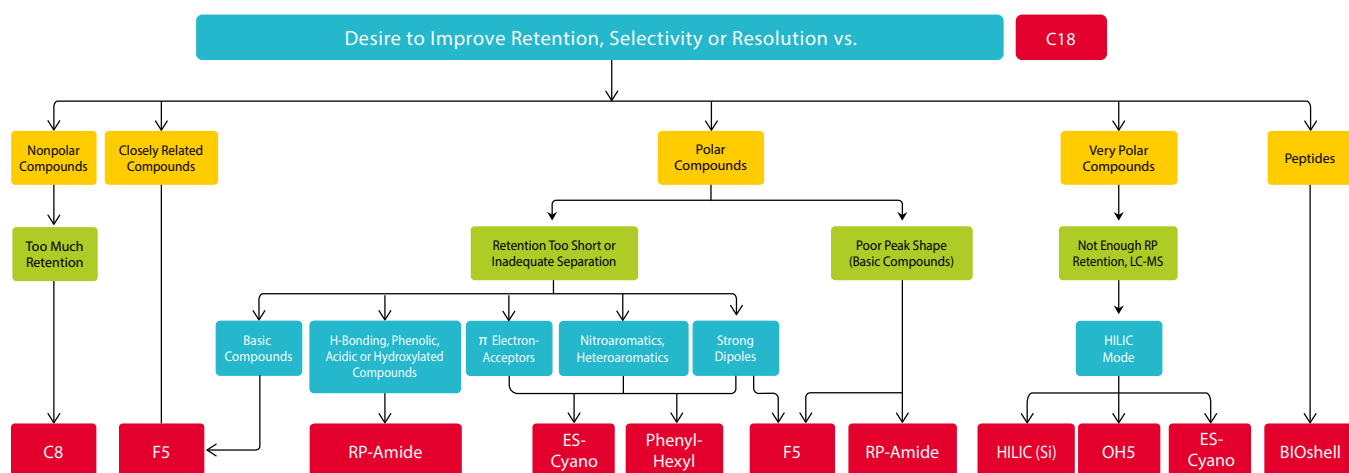 Desire to Improve Retention, Selectivity or Resolution vs.
C18
Nonpolar
Compounds
Closely Related
Compounds
Polar
Compounds
Very Polar
Compounds
Peptides
Too Much
Retention
Retention Too Short or
Inadequate Separation
Poor Peak Shape
(Basic Compounds)
Not Enough RP
Retention, LC-MS
Basic
Compounds
H-Bonding, Phenolic,
Acidic or Hydroxylated
Compounds
π Electron-
Acceptors
Nitroaromatics,
Heteroaromatics
Strong
Dipoles
HILIC
Mode
C8
F5
RP-Amide
ES-
Cyano
Phenyl-
Hexyl
F5
RP-Amide
HILIC (Si)
OH5
ES-
Cyano
BIOshell